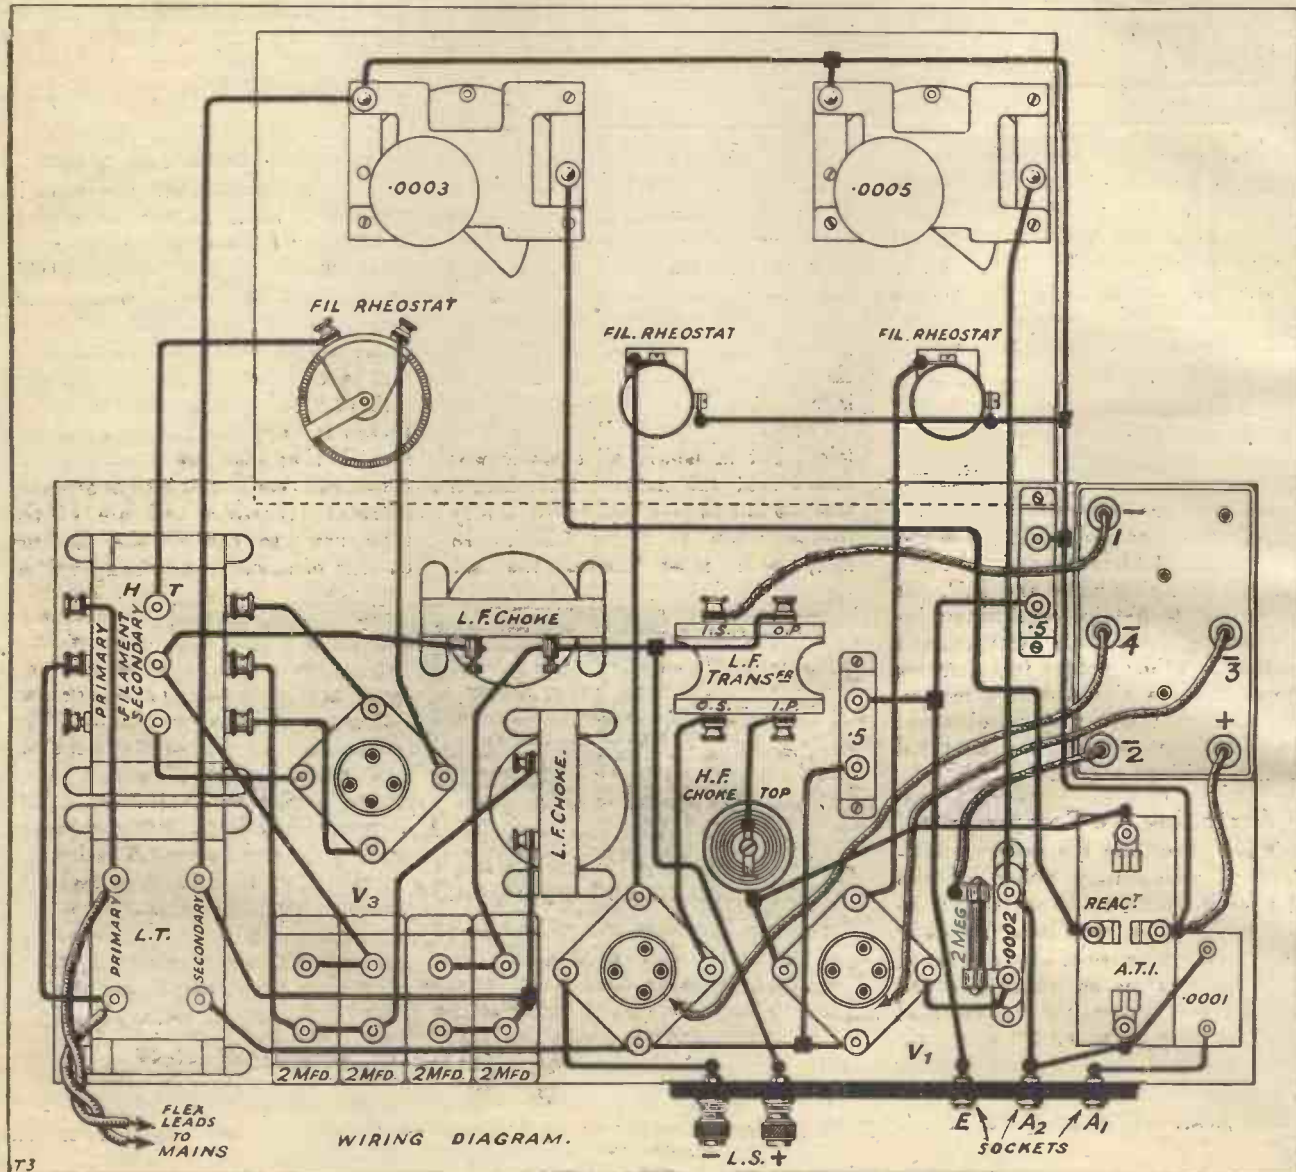 ·0003
·0005
FIL RHEOSTAT
FIL. RHEOSTAT
FIL. RHEOSTAT
H T
PRIMARY
FILAMENT
SECONDARY
L.F. CHOKE
I.S. O.P.
L.F.
TRANSFR
O.S. I.P.
·5
·5
− 1
− 4
− 3
− 2
+
H.F.
CHOKE TOP
L.F. CHOKE.
V3
L.T.
PRIMARY
SECONDARY
2 MEG
·0002
REACT
A.T.I.
·0001
V1
2MFD. 2MFD. 2MFD. 2MFD
FLEX
LEADS
TO
MAINS
WIRING DIAGRAM.
− L.S. +
E A2 A1
SOCKETS
T3